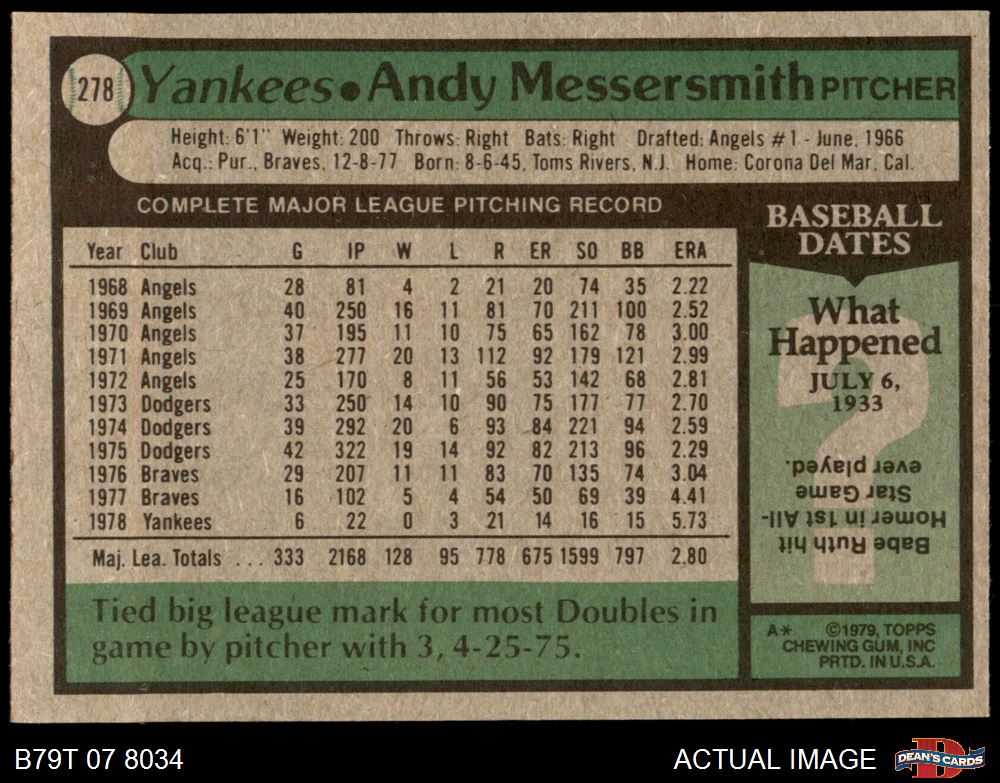 278 Yankees • Andy Messersmith PITCHER
Height: 6'1" Weight: 200 Throws: Right Bats: Right Drafted: Angels #1 - June, 1966
Acq.: Pur., Braves, 12-8-77 Born: 8-6-45, Toms Rivers, N.J. Home: Corona Del Mar, Cal.
COMPLETE MAJOR LEAGUE PITCHING RECORD
Year Club G IP W L R ER SO BB ERA
1968 Angels 28 81 4 2 21 20 74 35 2.22
1969 Angels 40 250 16 11 81 70 211 100 2.52
1970 Angels 37 195 11 10 75 65 162 78 3.00
1971 Angels 38 277 20 13 112 92 179 121 2.99
1972 Angels 25 170 8 11 56 53 142 68 2.81
1973 Dodgers 33 250 14 10 90 75 177 77 2.70
1974 Dodgers 39 292 20 6 93 84 221 94 2.59
1975 Dodgers 42 322 19 14 92 82 213 96 2.29
1976 Braves 29 207 11 11 83 70 135 74 3.04
1977 Braves 16 102 5 4 54 50 69 39 4.41
1978 Yankees 6 22 0 3 21 14 16 15 5.73
Maj. Lea. Totals ... 333 2168 128 95 778 675 1599 797 2.80
Tied big league mark for most Doubles in
game by pitcher with 3, 4-25-75.
BASEBALL
DATES
What
Happened
JULY 6,
1933
?
Babe Ruth hit
Homer in 1st All-
Star Game
ever played.
A* ©1979, TOPPS
CHEWING GUM, INC
PRTD. IN U.S.A.
B79T 07 8034
ACTUAL IMAGE
D
DEAN'S CARDS